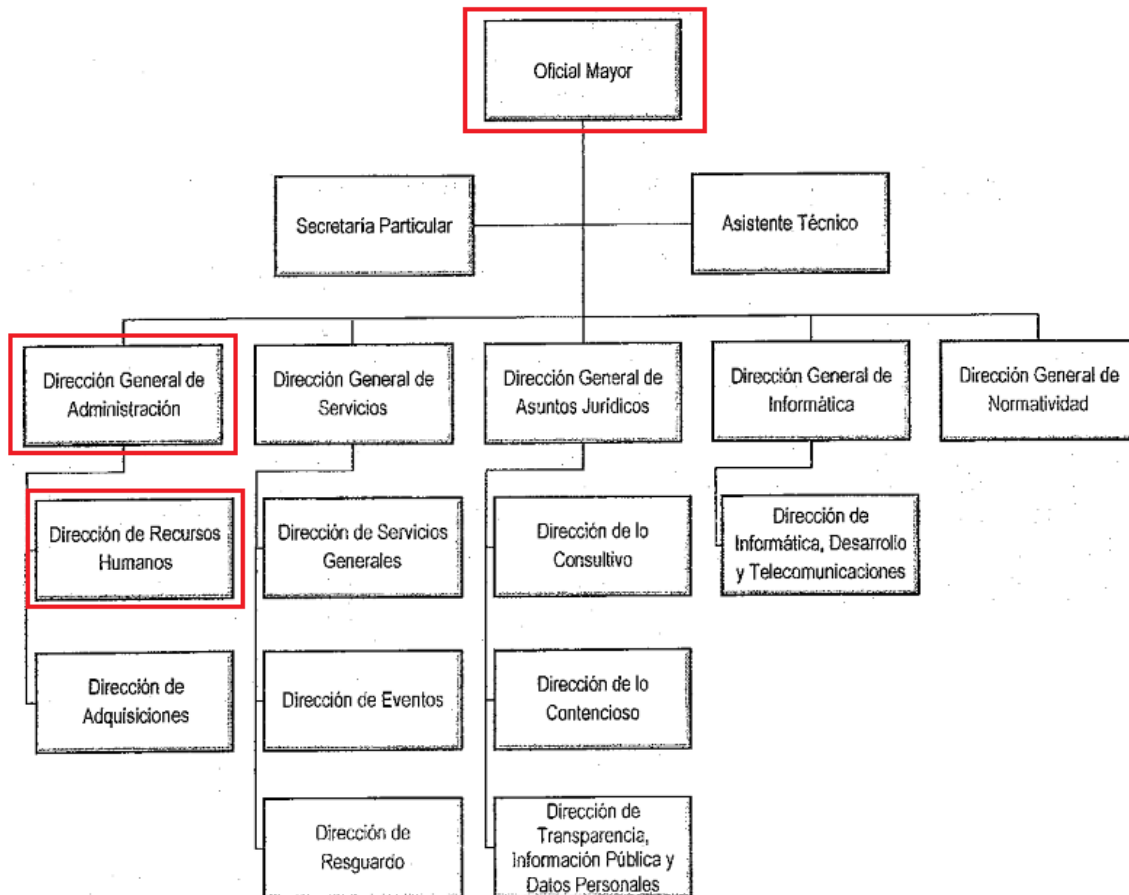 Oficial Mayor
Secretaría Particular
Asistente Técnico
Dirección General de
Administración
Dirección General de
Servicios
Dirección General de
Asuntos Jurídicos
Dirección General de
Informática
Dirección General de
Normatividad
Dirección de Recursos
Humanos
Dirección de Servicios
Generales
Dirección de lo
Consultivo
Dirección de
Informática, Desarrollo
y Telecomunicaciones
Dirección de
Adquisiciones
Dirección de Eventos
Dirección de lo
Contencioso
Dirección de
Resguardo
Dirección de
Transparencia,
Información Pública y
Datos Personales